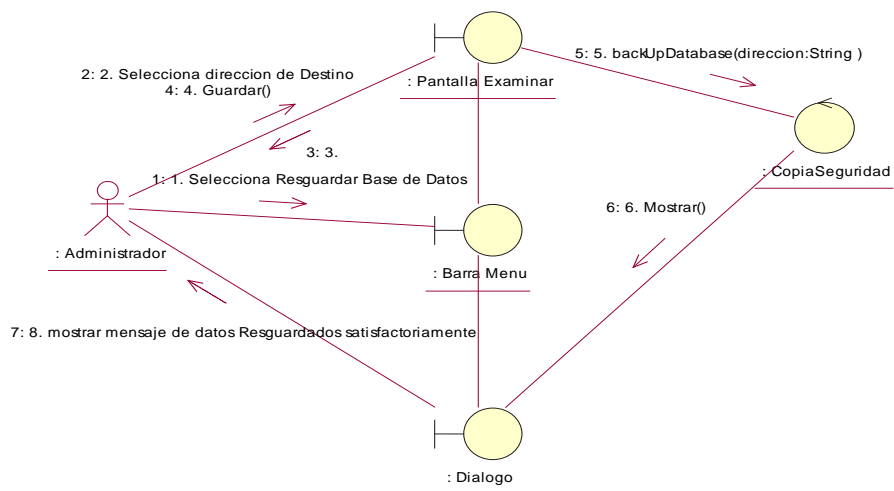 5: 5. backUpDatabase(direccion:String )
2: 2. Selecciona direccion de Destino
4: 4. Guardar()
: Pantalla Examinar
3: 3.
1: 1. Selecciona Resguardar Base de Datos
: CopiaSeguridad
6: 6. Mostrar()
: Administrador
: Barra Menu
7: 8. mostrar mensaje de datos Resguardados satisfactoriamente
: Dialogo